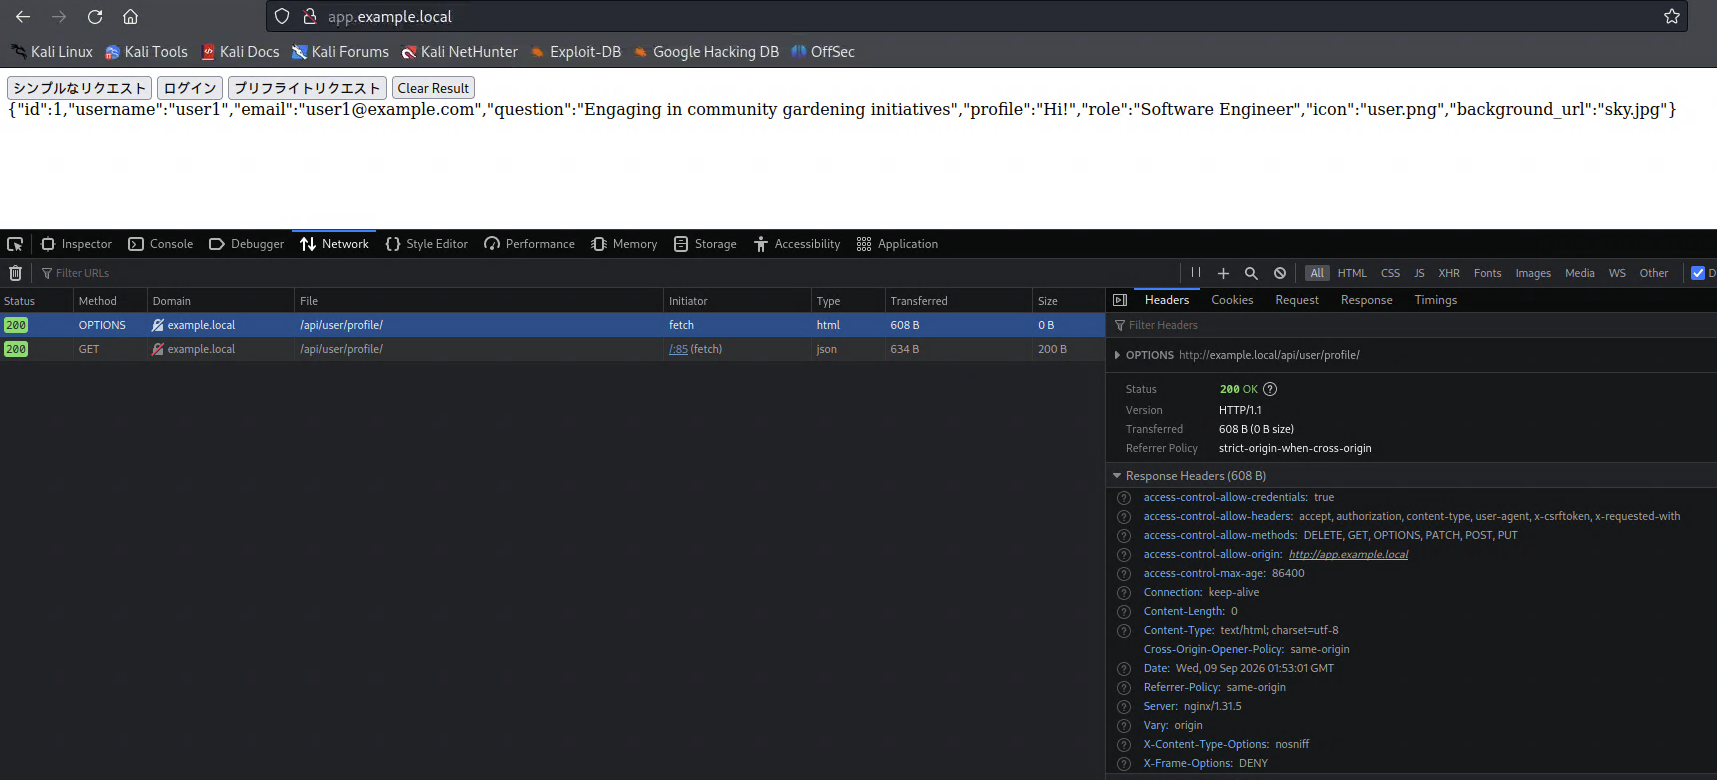 app.example.local
Kali Linux Kali Tools Kali Docs Kali Forums Kali NetHunter Exploit-DB Google Hacking DB OffSec
シンプルなリクエスト ログイン プリフライトリクエスト Clear Result
{"id":1,"username":"user1","email":"user1@example.com","question":"Engaging in community gardening initiatives","profile":"Hi!","role":"Software Engineer","icon":"user.png","background_url":"sky.jpg"}
Inspector Console Debugger Network Style Editor Performance Memory Storage Accessibility Application
Filter URLs All HTML CSS JS XHR Fonts Images Media WS Other D
Status Method Domain File Initiator Type Transferred Size
200 OPTIONS example.local /api/user/profile/ fetch html 608 B 0 B
200 GET example.local /api/user/profile/ /:85 (fetch) json 634 B 200 B
Headers Cookies Request Response Timings
Filter Headers
OPTIONS http://example.local/api/user/profile/
Status 200 OK
Version HTTP/1.1
Transferred 608 B (0 B size)
Referrer Policy strict-origin-when-cross-origin
Response Headers (608 B)
access-control-allow-credentials: true
access-control-allow-headers: accept, authorization, content-type, user-agent, x-csrftoken, x-requested-with
access-control-allow-methods: DELETE, GET, OPTIONS, PATCH, POST, PUT
access-control-allow-origin: http://app.example.local
access-control-max-age: 86400
Connection: keep-alive
Content-Length: 0
Content-Type: text/html; charset=utf-8
Cross-Origin-Opener-Policy: same-origin
Date: Wed, 09 Sep 2026 01:53:01 GMT
Referrer-Policy: same-origin
Server: nginx/1.31.5
Vary: origin
X-Content-Type-Options: nosniff
X-Frame-Options: DENY